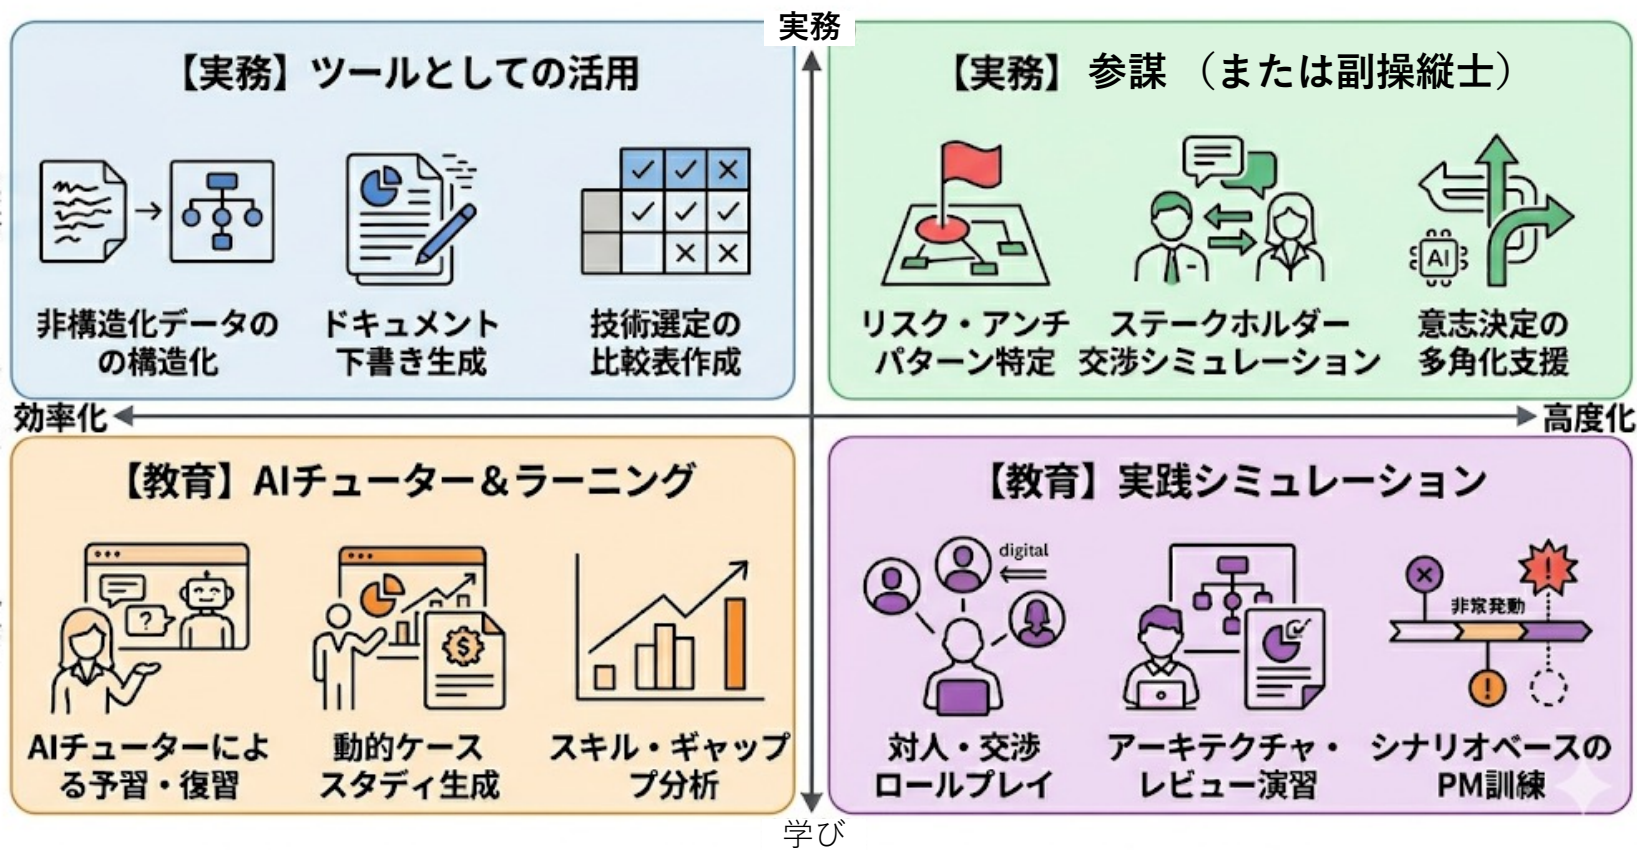 実務
【実務】ツールとしての活用
非構造化データの
の構造化
ドキュメント
下書き生成
技術選定の
比較表作成
【実務】 参謀 （または副操縦士）
リスク・アンチ
パターン特定
ステークホルダー
交渉シミュレーション
AI
意志決定の
多角化支援
効率化
高度化
【教育】AIチューター＆ラーニング
?
AIチューターによ
る予習・復習
$
動的ケース
スタディ生成
スキル・ギャップ
プ分析
【教育】実践シミュレーション
digital
対人・交渉
ロールプレイ
アーキテクチャ・
レビュー演習
!
非常発動
!
シナリオベースの
PM訓練
学び